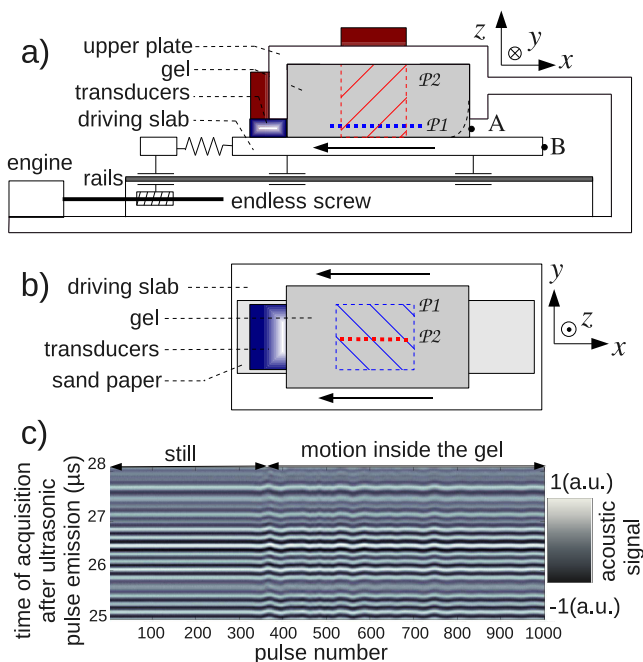 a)
upper plate
gel
transducers
driving slab
engine
rails
endless screw
P2
P1
A
B
z
y
x
b)
driving slab
gel
transducers
sand paper
P1
P2
y
z
x
c)
still
motion inside the gel
time of acquisition
after ultrasonic
pulse emission (µs)
28
27
26
25
100 200 300 400 500 600 700 800 900 1000
pulse number
1(a.u.)
-1(a.u.)
acoustic
signal